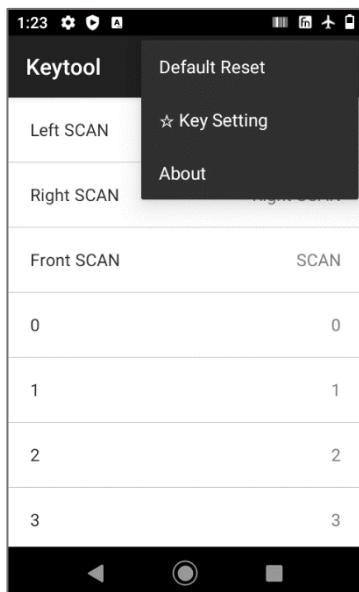 1:23
Keytool
Default Reset
☆ Key Setting
About
Left SCAN
Right SCAN
Front SCAN SCAN
0 0
1 1
2 2
3 3